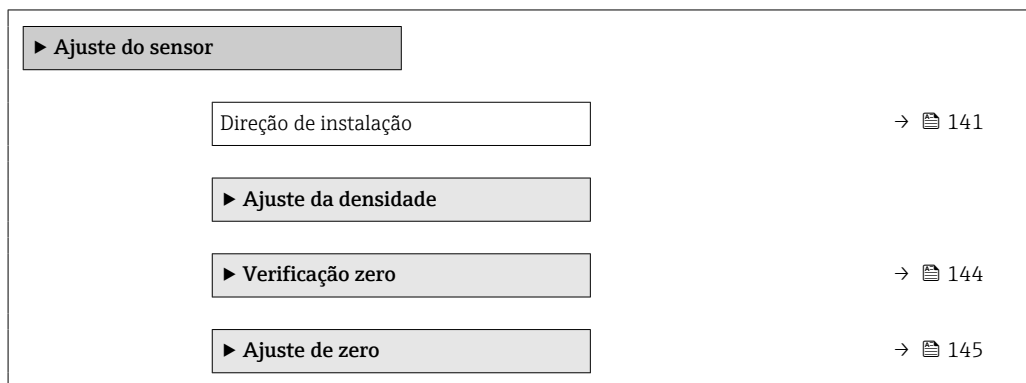 ▶ Ajuste do sensor
Direção de instalação → 141
▶ Ajuste da densidade
▶ Verificação zero → 144
▶ Ajuste de zero → 145